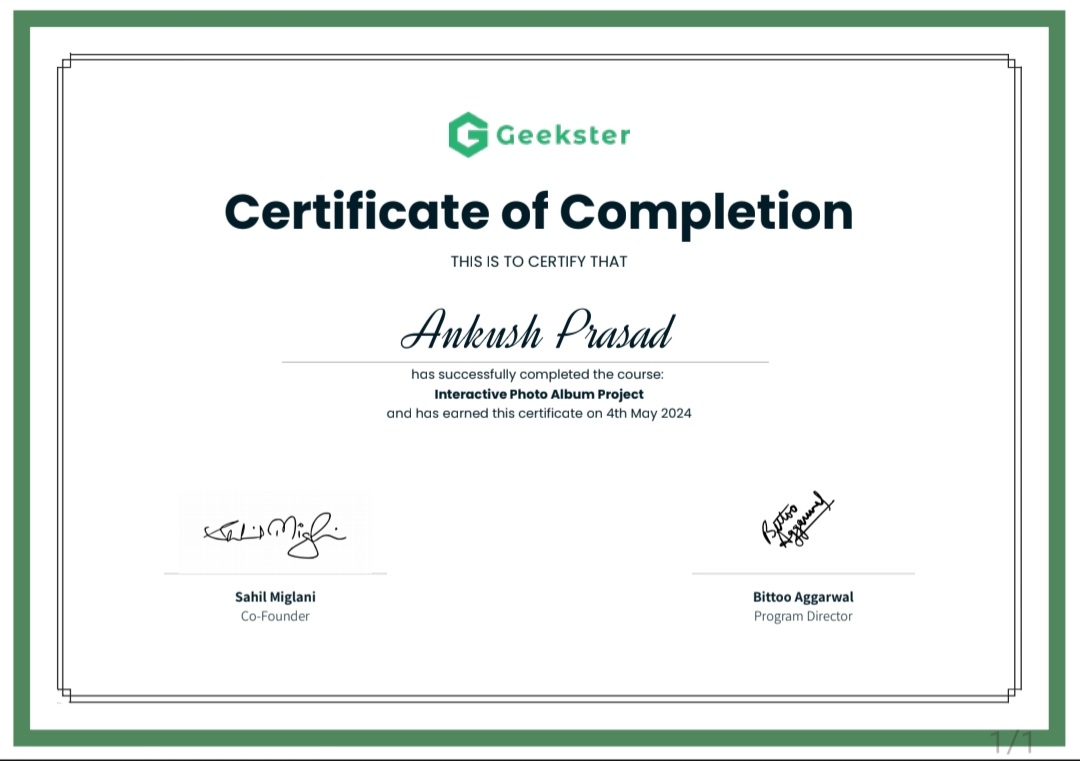 Geekster
Certificate of Completion
THIS IS TO CERTIFY THAT
Ankush Prasad
has successfully completed the course:
Interactive Photo Album Project
and has earned this certificate on 4th May 2024
Sahil Miglani
Bittoo
Aggarwal
Sahil Miglani
Co-Founder
Bittoo Aggarwal
Program Director
1/1